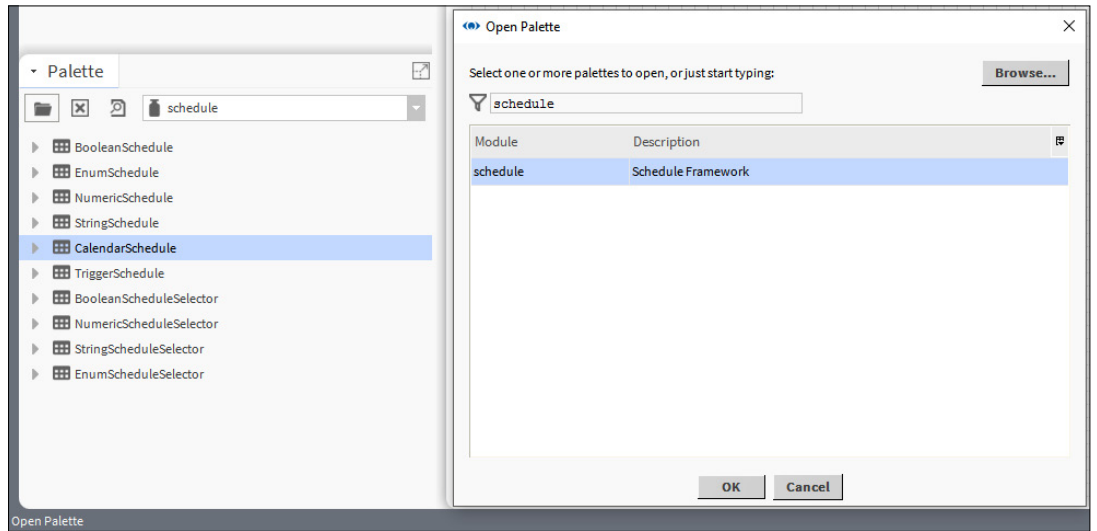 Palette
schedule
BooleanSchedule
EnumSchedule
NumericSchedule
StringSchedule
CalendarSchedule
TriggerSchedule
BooleanScheduleSelector
NumericScheduleSelector
StringScheduleSelector
EnumScheduleSelector
Open Palette
Open Palette
Select one or more palettes to open, or just start typing:
Browse...
schedule
Module Description
schedule Schedule Framework
OK Cancel